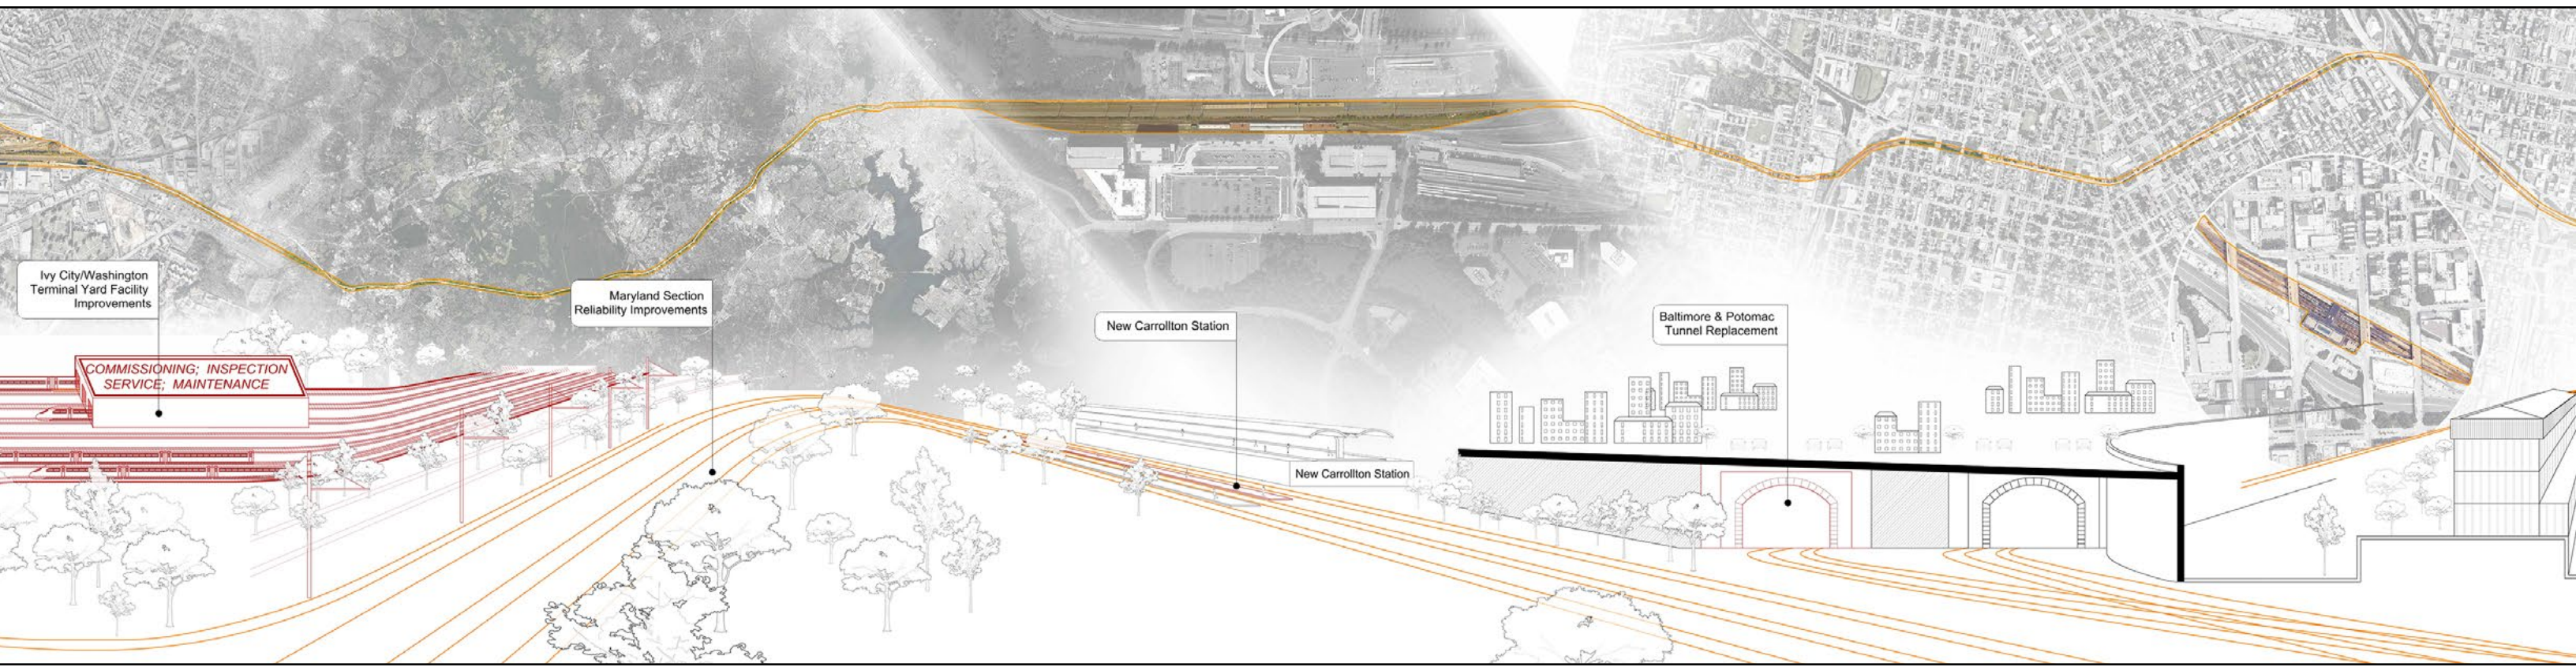 Ivy City/Washington
Terminal Yard Facility
Improvements
COMMISSIONING; INSPECTION
SERVICE; MAINTENANCE
Maryland Section
Reliability Improvements
New Carrollton Station
New Carrollton Station
Baltimore & Potomac
Tunnel Replacement